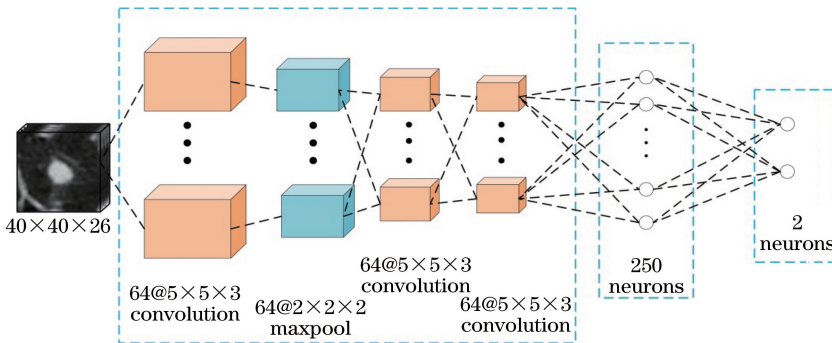 40×40×26
64@5×5×3
convolution
64@2×2×2
maxpool
64@5×5×3
convolution
64@5×5×3
convolution
250
neurons
2
neurons